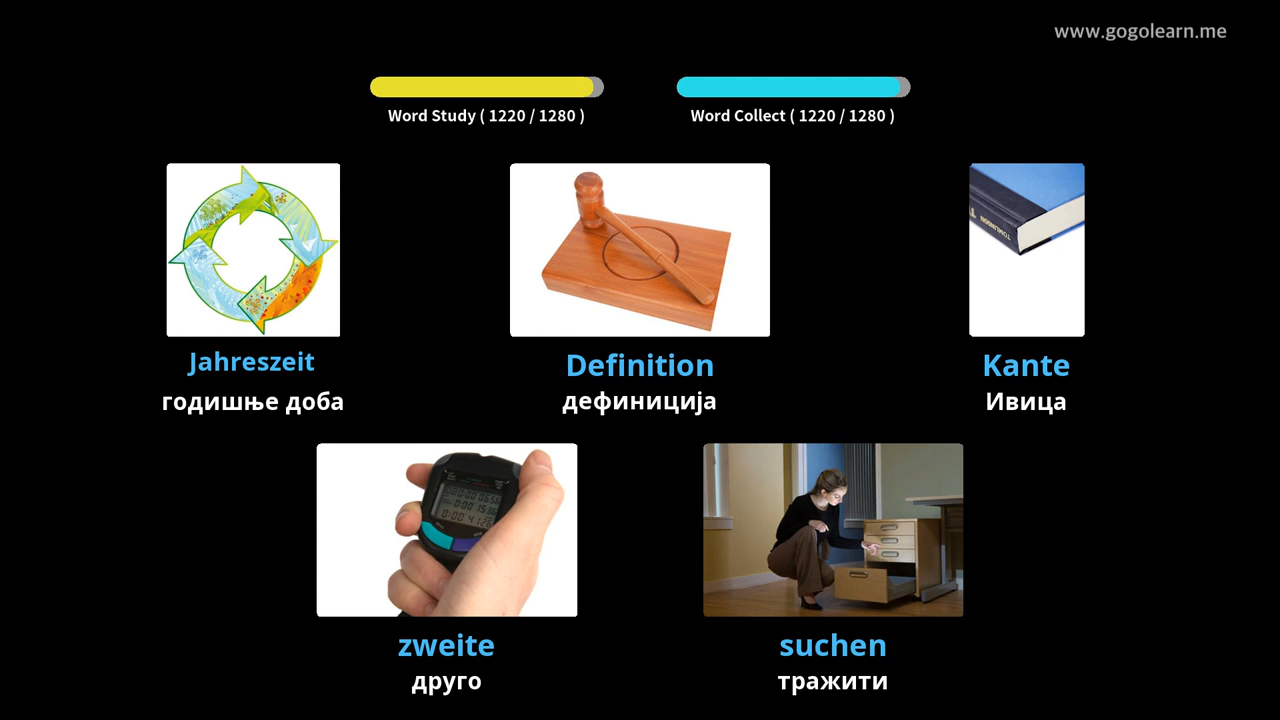 www.gogolearn.me
Word Study ( 1220 / 1280 )
Word Collect ( 1220 / 1280 )
TOMLINSON
Jahreszeit
годишње доба
Definition
дефиниција
Kante
Ивица
zweite
друго
suchen
тражити